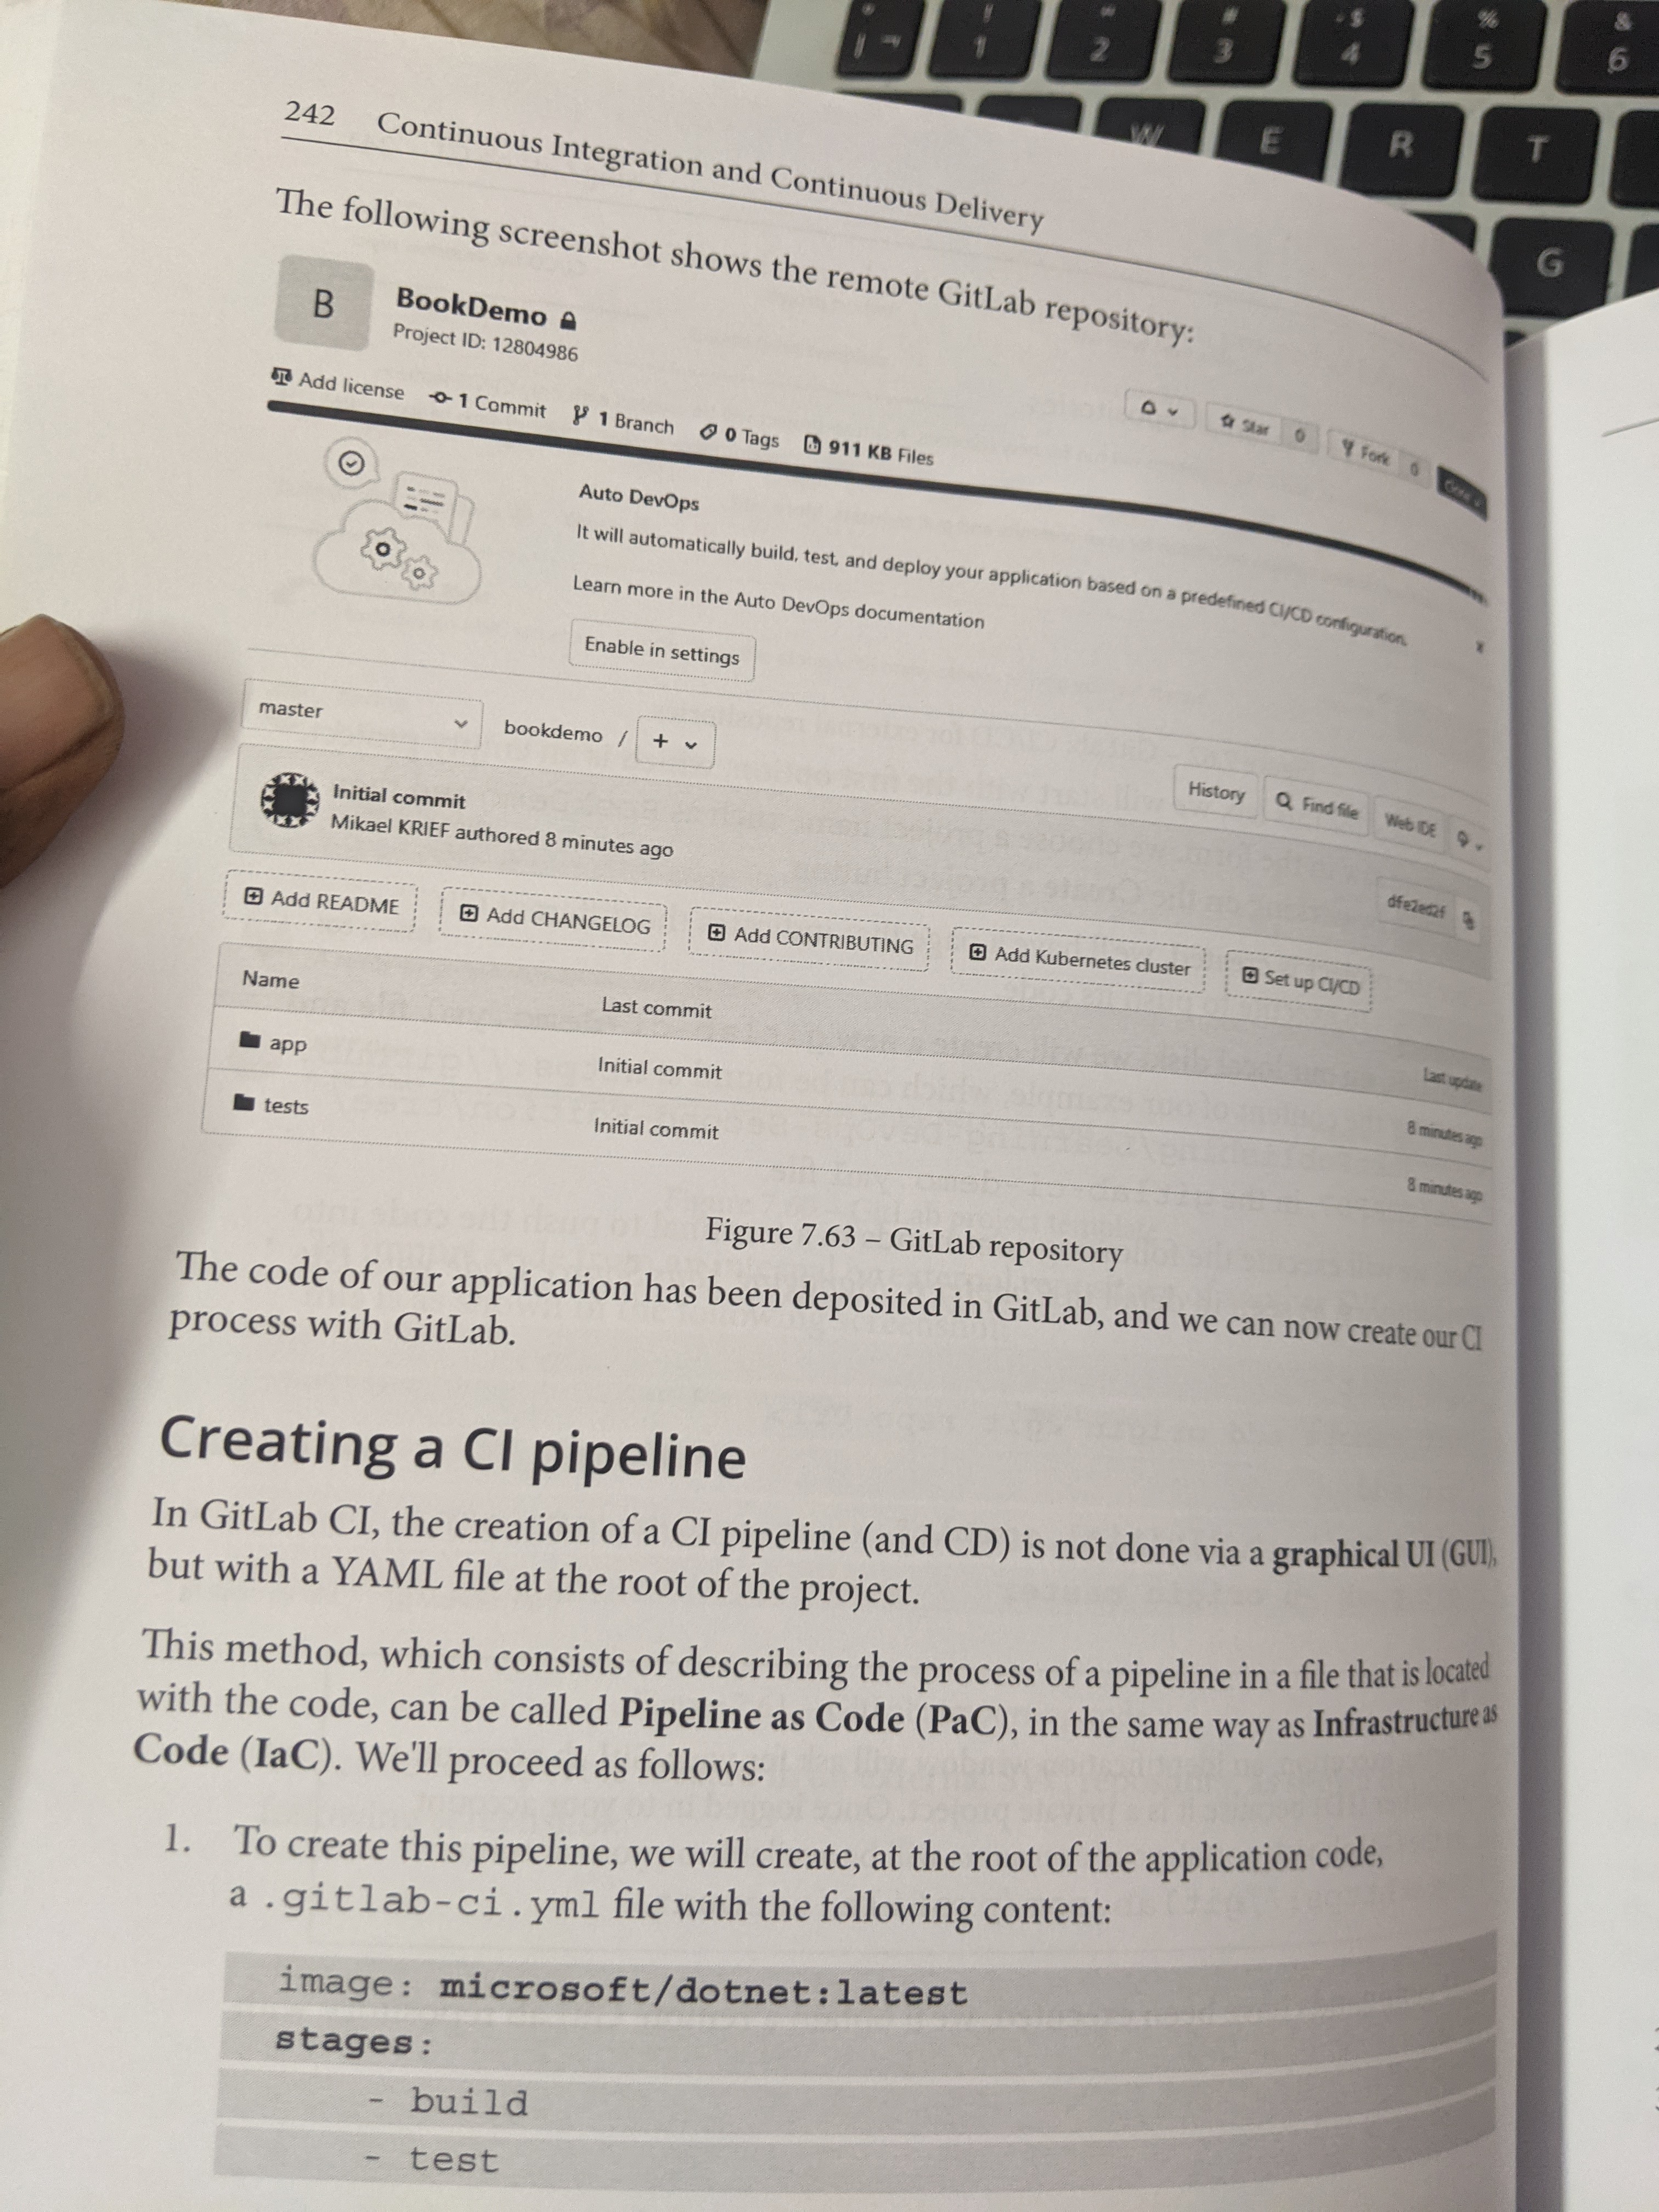 242 Continuous Integration and Continuous Delivery
The following screenshot shows the remote GitLab repository:
B
BookDemo
Project ID: 12804986
Star 0 Fork 0 Clone
Add license 1 Commit 1 Branch 0 Tags 911 KB Files
Auto DevOps
It will automatically build, test, and deploy your application based on a predefined CI/CD configuration.
Learn more in the Auto DevOps documentation
Enable in settings
master bookdemo / +
History Find file Web IDE
Initial commit
Mikael KRIEF authored 8 minutes ago
dfe2ed2f
Add README Add CHANGELOG Add CONTRIBUTING Add Kubernetes cluster Set up CI/CD
Name Last commit Last update
app Initial commit 8 minutes ago
tests Initial commit 8 minutes ago
Figure 7.63 – GitLab repository
The code of our application has been deposited in GitLab, and we can now create our CI
process with GitLab.
Creating a CI pipeline
In GitLab CI, the creation of a CI pipeline (and CD) is not done via a graphical UI (GUI),
but with a YAML file at the root of the project.
This method, which consists of describing the process of a pipeline in a file that is located
with the code, can be called Pipeline as Code (PaC), in the same way as Infrastructure as
Code (IaC). We'll proceed as follows:
1. To create this pipeline, we will create, at the root of the application code,
a .gitlab-ci.yml file with the following content:
image: microsoft/dotnet:latest
stages:
- build
- test
! " # $ % &
1 2 3 4 5 6
W E R T
G